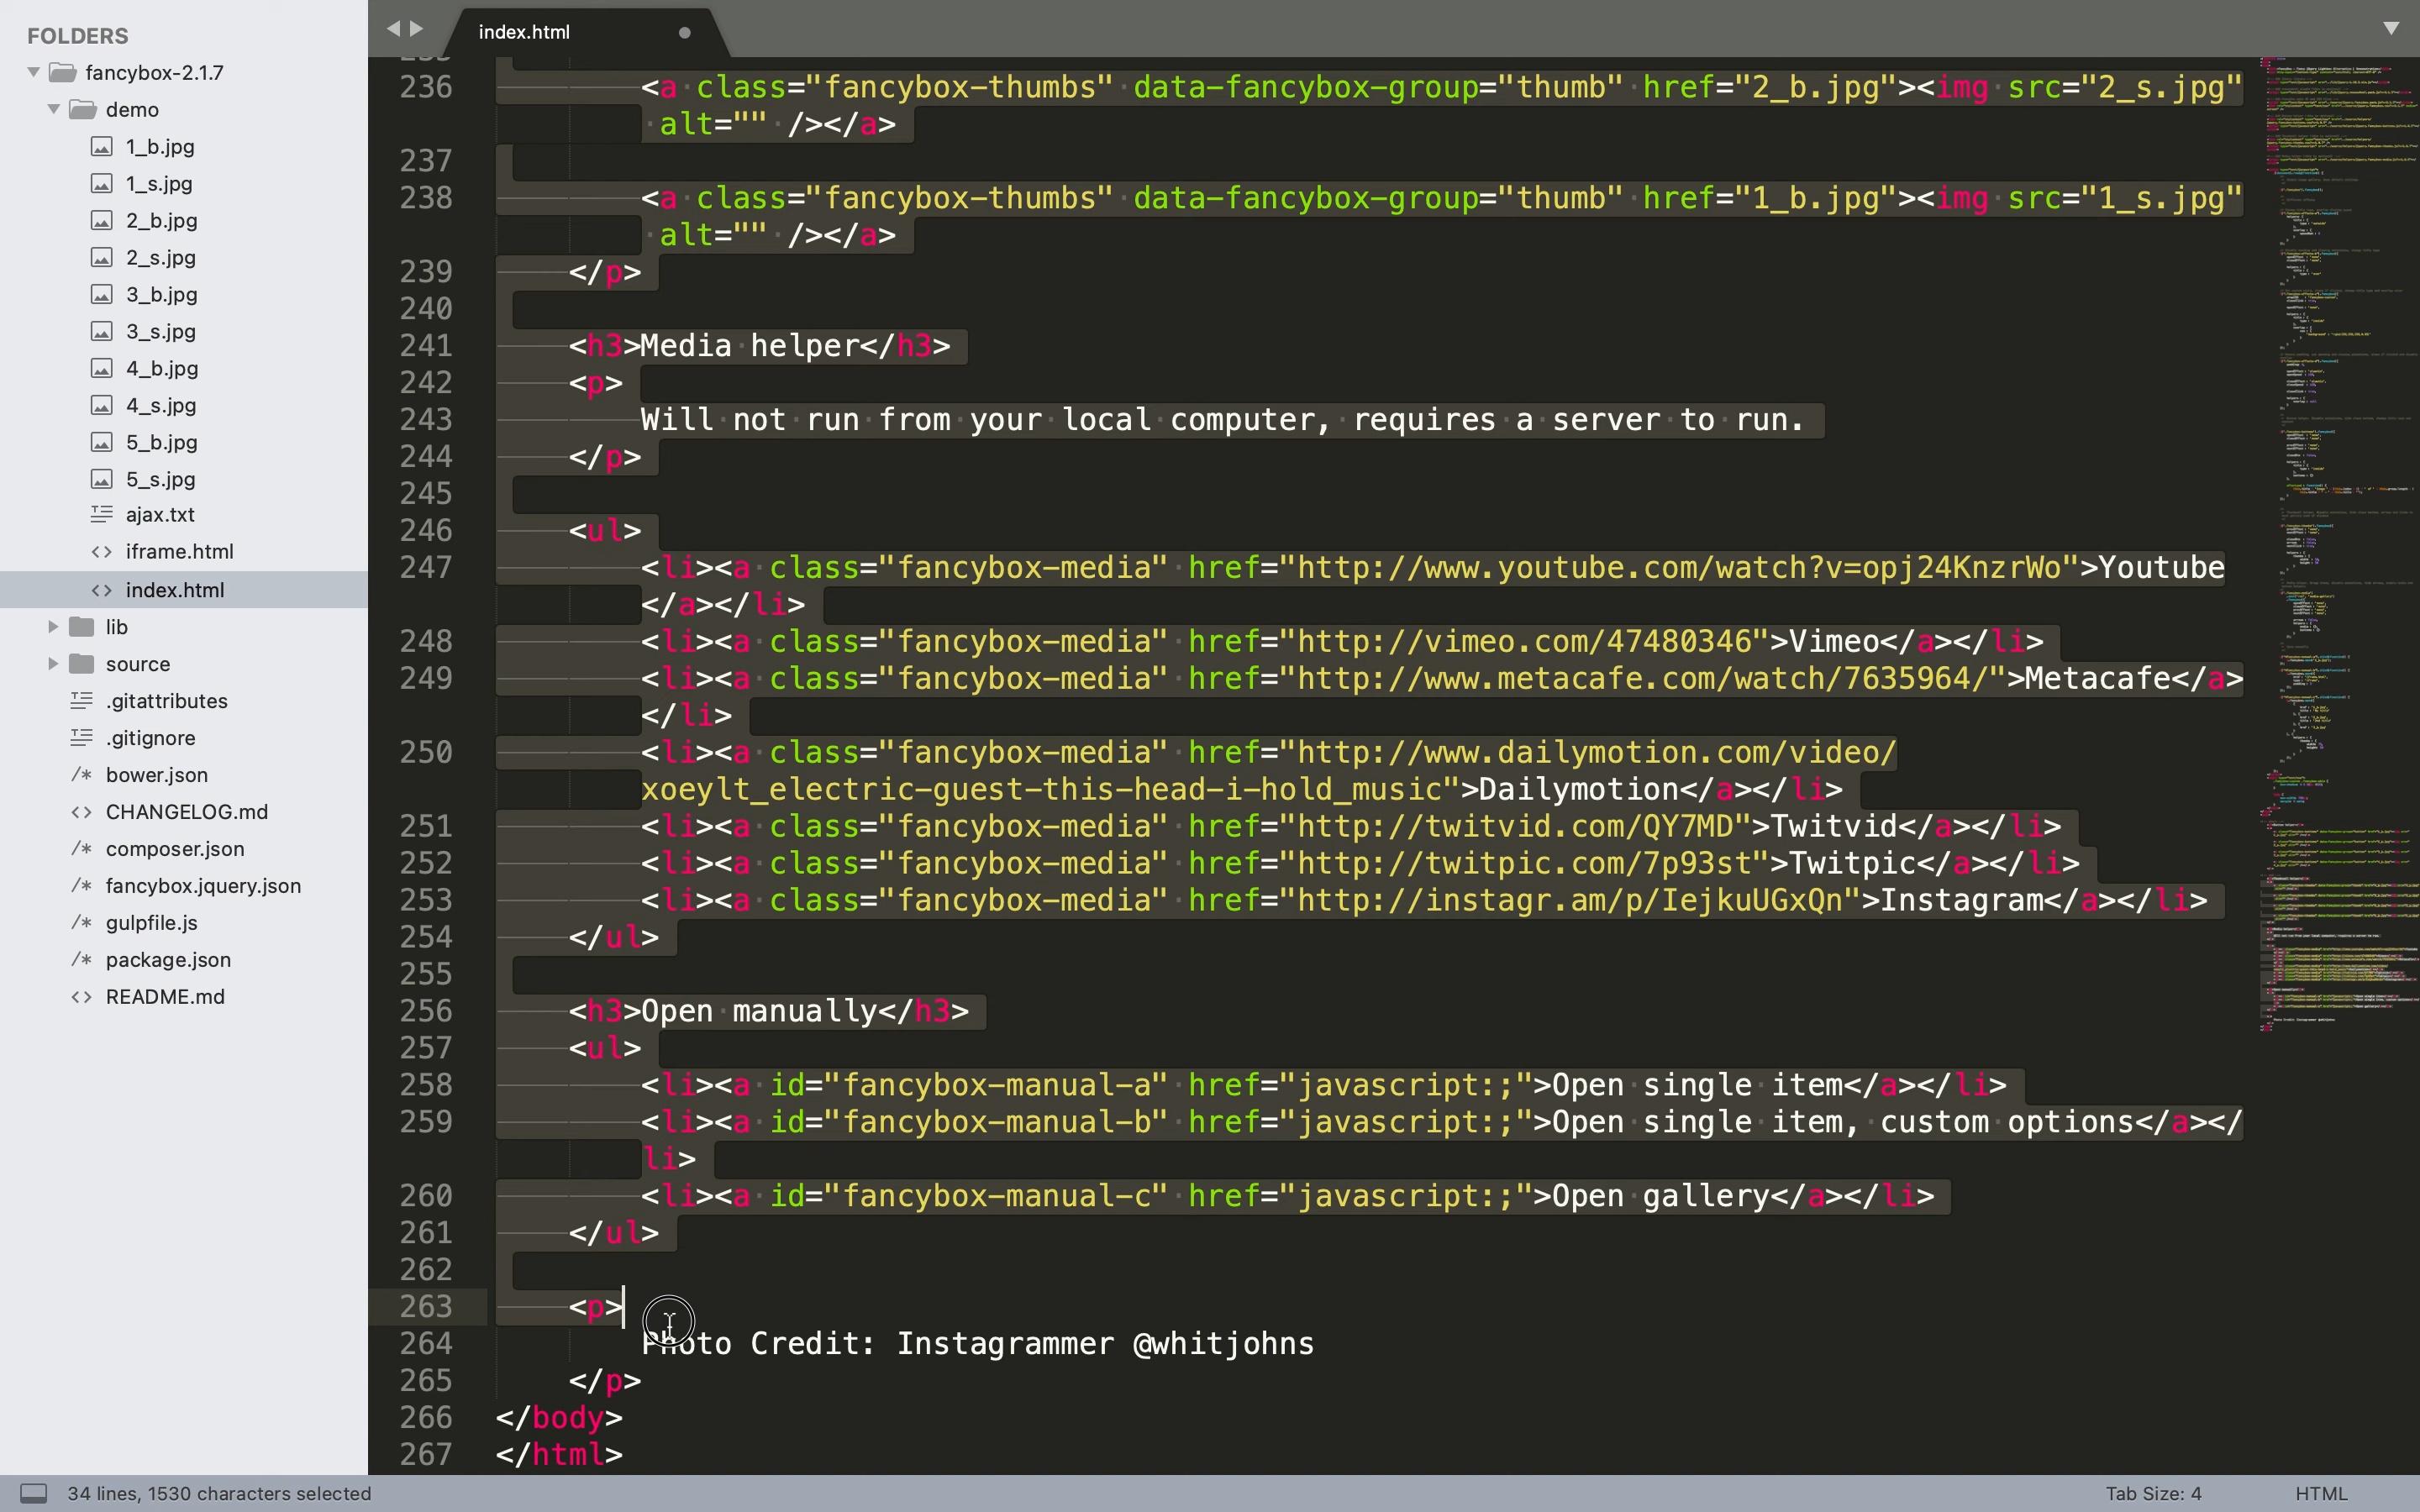 FOLDERS
fancybox-2.1.7
demo
1_b.jpg
1_s.jpg
2_b.jpg
2_s.jpg
3_b.jpg
3_s.jpg
4_b.jpg
4_s.jpg
5_b.jpg
5_s.jpg
ajax.txt
iframe.html
index.html
lib
source
.gitattributes
.gitignore
bower.json
CHANGELOG.md
composer.json
fancybox.jquery.json
gulpfile.js
package.json
README.md
index.html
236 <a class="fancybox-thumbs" data-fancybox-group="thumb" href="2_b.jpg"><img src="2_s.jpg"
alt="" /></a>
237
238 <a class="fancybox-thumbs" data-fancybox-group="thumb" href="1_b.jpg"><img src="1_s.jpg"
alt="" /></a>
239 </p>
240
241 <h3>Media helper</h3>
242 <p>
243 Will not run from your local computer, requires a server to run.
244 </p>
245
246 <ul>
247 <li><a class="fancybox-media" href="http://www.youtube.com/watch?v=opj24KnzrWo">Youtube
</a></li>
248 <li><a class="fancybox-media" href="http://vimeo.com/47480346">Vimeo</a></li>
249 <li><a class="fancybox-media" href="http://www.metacafe.com/watch/7635964/">Metacafe</a>
</li>
250 <li><a class="fancybox-media" href="http://www.dailymotion.com/video/
xoeylt_electric-guest-this-head-i-hold_music">Dailymotion</a></li>
251 <li><a class="fancybox-media" href="http://twitvid.com/QY7MD">Twitvid</a></li>
252 <li><a class="fancybox-media" href="http://twitpic.com/7p93st">Twitpic</a></li>
253 <li><a class="fancybox-media" href="http://instagr.am/p/IejkuUGxQn">Instagram</a></li>
254 </ul>
255
256 <h3>Open manually</h3>
257 <ul>
258 <li><a id="fancybox-manual-a" href="javascript:;">Open single item</a></li>
259 <li><a id="fancybox-manual-b" href="javascript:;">Open single item, custom options</a></
li>
260 <li><a id="fancybox-manual-c" href="javascript:;">Open gallery</a></li>
261 </ul>
262
263 <p>
264 Photo Credit: Instagrammer @whitjohns
265 </p>
266 </body>
267 </html>
34 lines, 1530 characters selected
Tab Size: 4
HTML